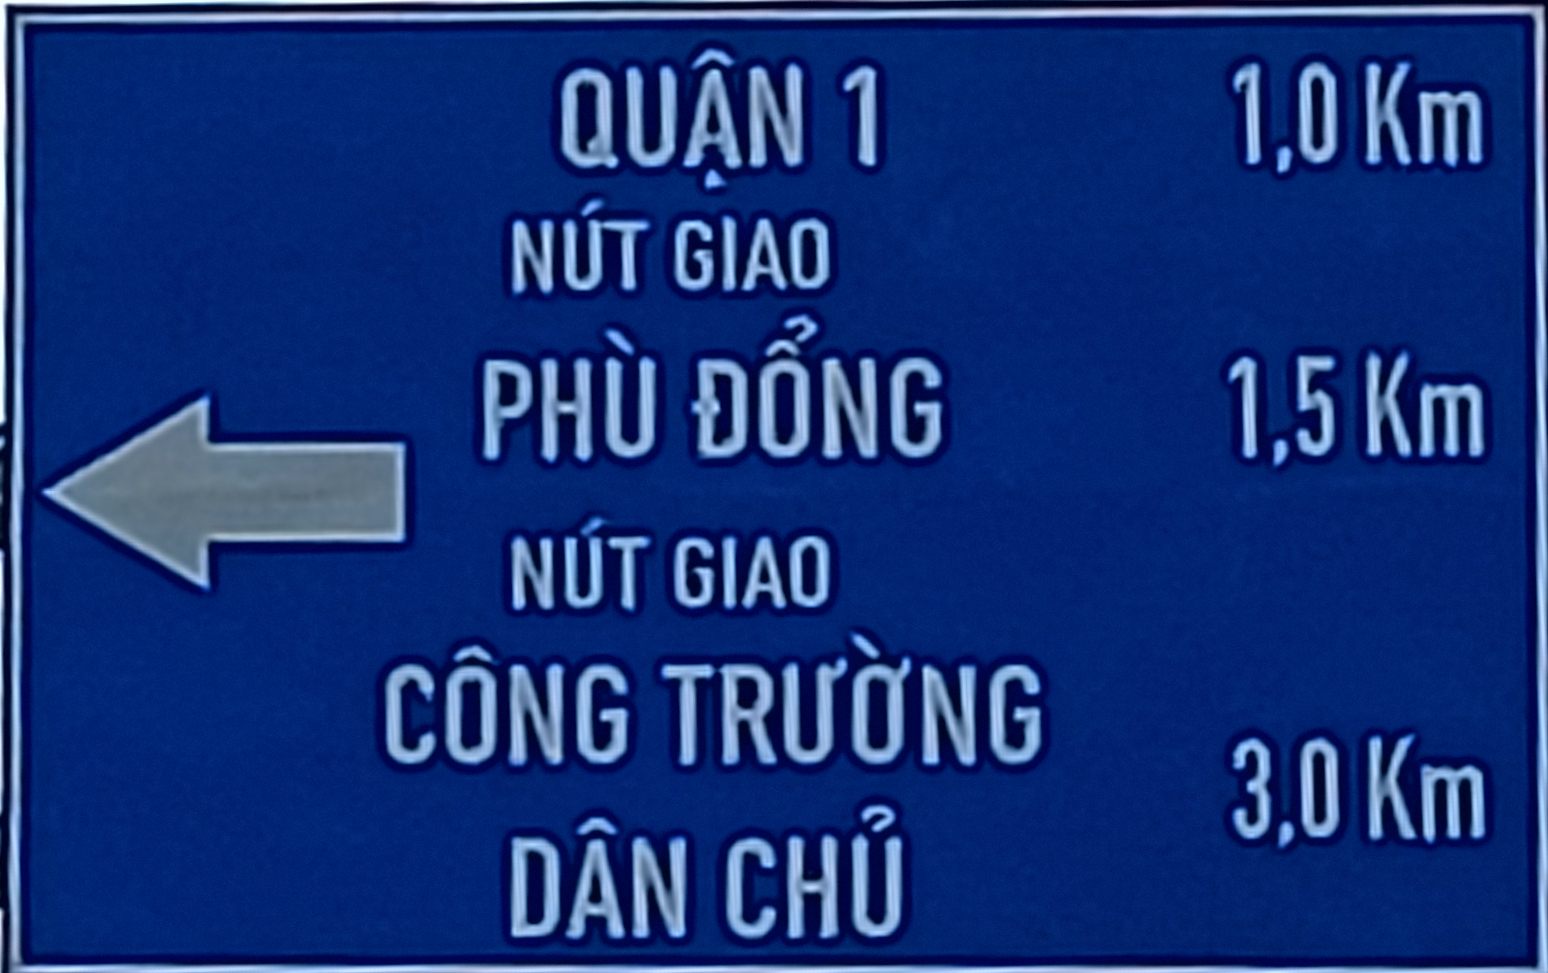 QUẬN 1 1,0 Km
NÚT GIAO
PHÙ ĐỔNG 1,5 Km
NÚT GIAO
CÔNG TRƯỜNG
3,0 Km
DÂN CHỦ